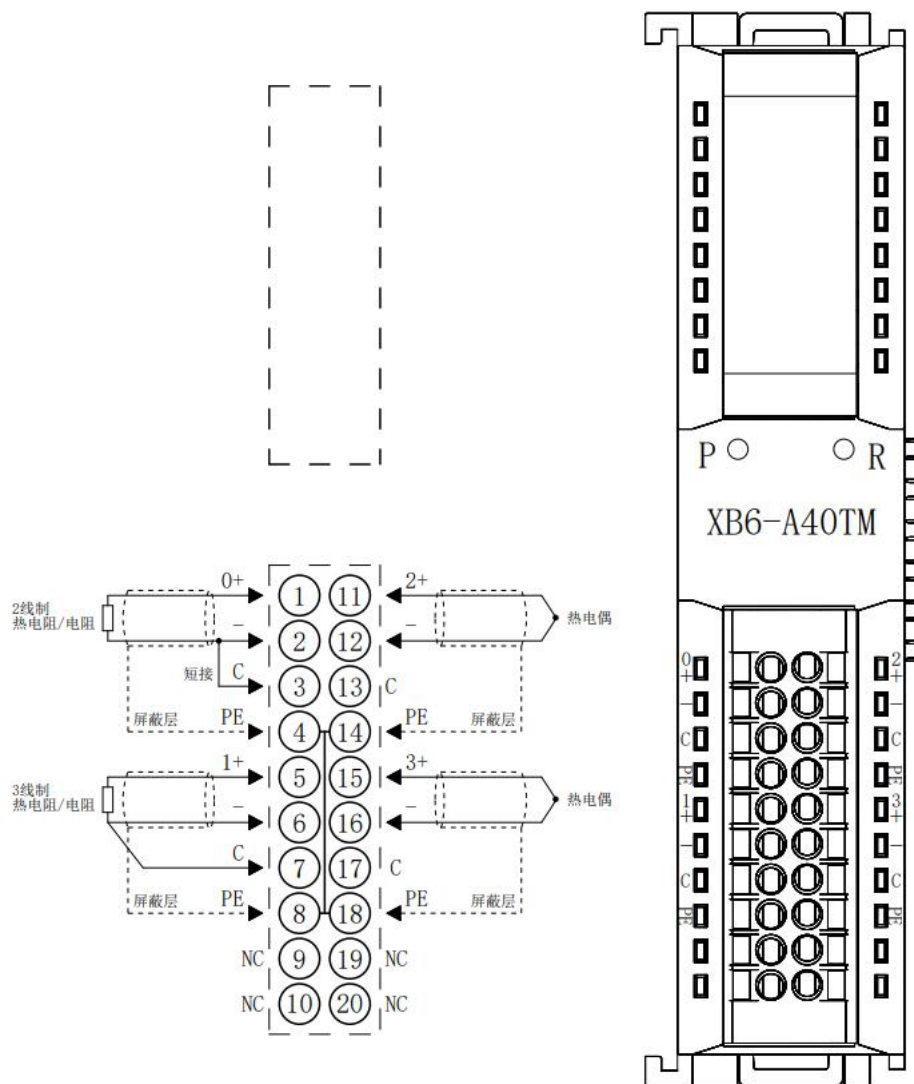 P R
XB6-A40TM
0+ 1 11 2+
2线制
热电阻/电阻
- 2 12 -
热电偶
短接 C 3 13 C
屏蔽层 PE 4 14 PE 屏蔽层
1+ 5 15 3+
3线制
热电阻/电阻
- 6 16 -
热电偶
C 7 17 C
屏蔽层 PE 8 18 PE 屏蔽层
NC 9 19 NC
NC 10 20 NC
0+ 2+
- -
C C
PE PE
1+ 3+
- -
C C
PE PE